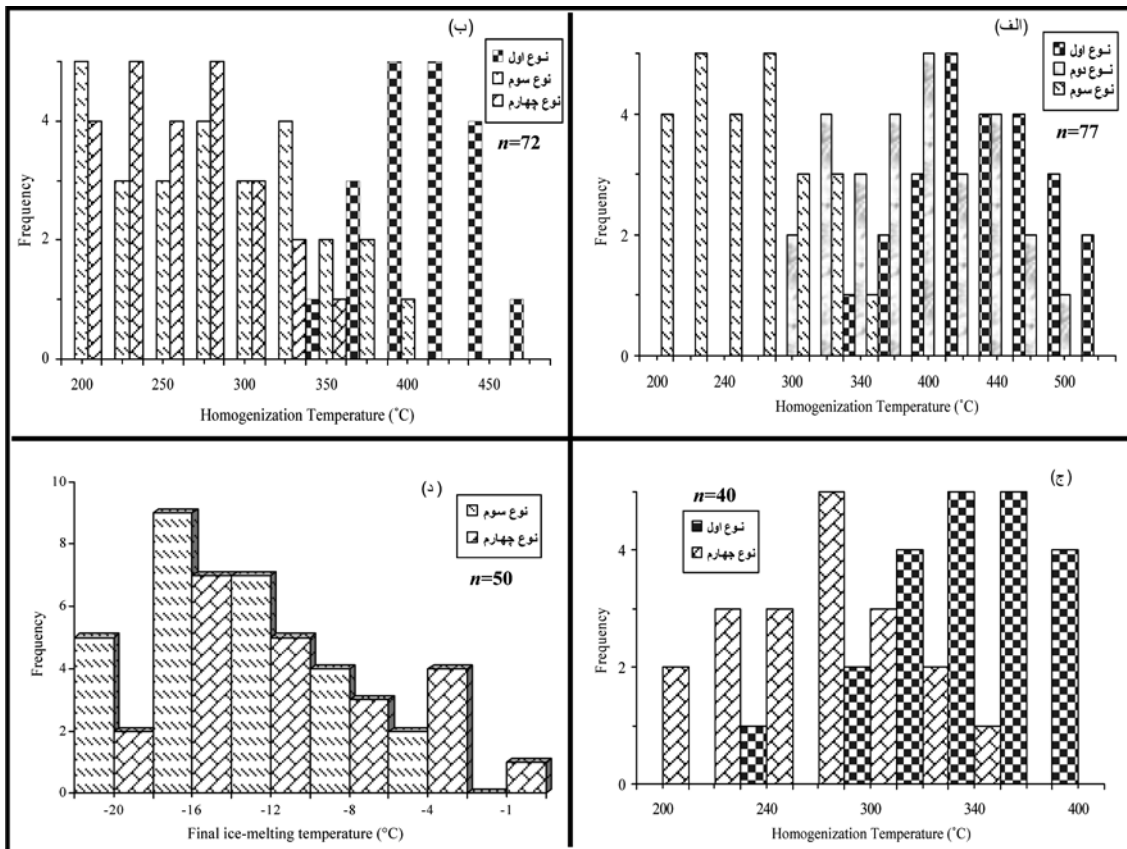 (ب)
نوع اول
نوع سوم
نوع چهارم
n=72
Frequency
4
2
0
200 250 300 350 400 450
Homogenization Temperature (°C)
(الف)
نوع اول
نوع دوم
نوع سوم
n=77
Frequency
4
2
0
200 240 300 340 400 440 500
Homogenization Temperature (°C)
(د)
نوع سوم
نوع چهارم
n=50
Frequency
10
8
6
4
2
0
-20 -16 -12 -8 -4 -1
Final ice-melting temperature (°C)
(ج)
n=40
نوع اول
نوع چهارم
Frequency
4
2
0
200 240 300 340 400
Homogenization Temperature (°C)